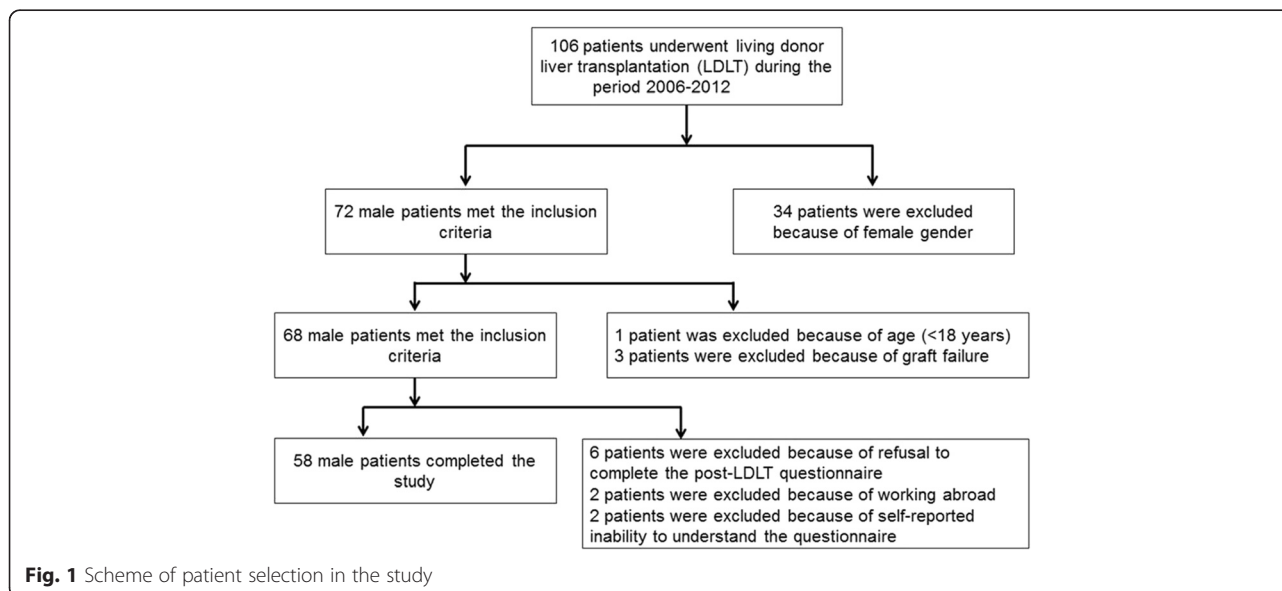 106 patients underwent living donor
liver transplantation (LDLT) during the
period 2006-2012
72 male patients met the inclusion
criteria
34 patients were excluded
because of female gender
68 male patients met the inclusion
criteria
1 patient was excluded because of age (<18 years)
3 patients were excluded because of graft failure
58 male patients completed the
study
6 patients were excluded because of refusal to
complete the post-LDLT questionnaire
2 patients were excluded because of working abroad
2 patients were excluded because of self-reported
inability to understand the questionnaire
Fig. 1 Scheme of patient selection in the study